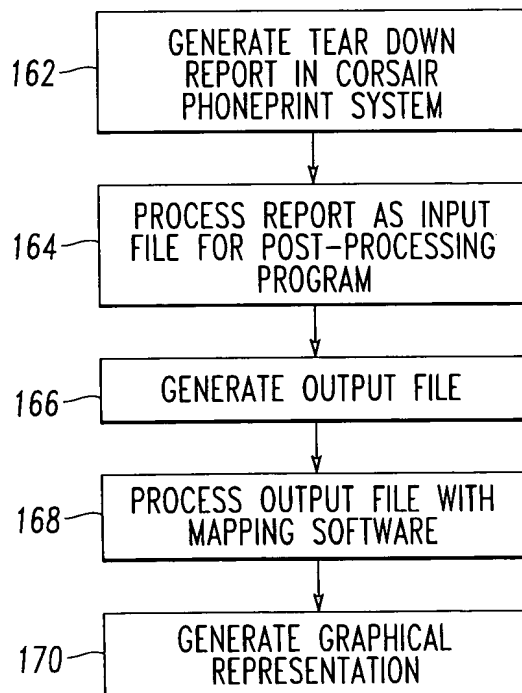 162
GENERATE TEAR DOWN
REPORT IN CORSAIR
PHONEPRINT SYSTEM
164
PROCESS REPORT AS INPUT
FILE FOR POST-PROCESSING
PROGRAM
166
GENERATE OUTPUT FILE
168
PROCESS OUTPUT FILE WITH
MAPPING SOFTWARE
170
GENERATE GRAPHICAL
REPRESENTATION